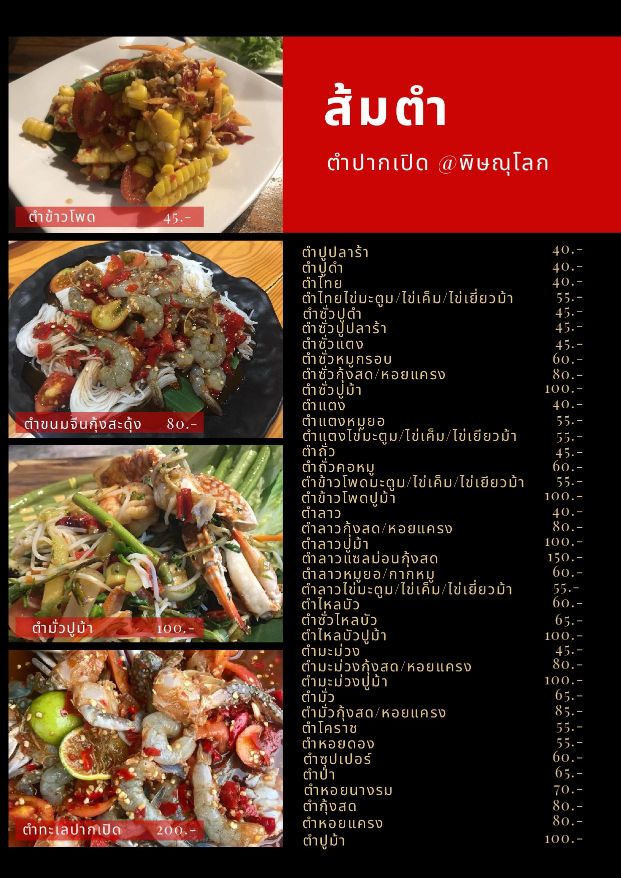 ส้มตำ
ตำปากเปิด @พิษณุโลก
ตำข้าวโพด 45.-
ตำขนมจีนกุ้งสะดุ้ง 80.-
ตำมั่วปูม้า 100.-
ตำทะเลปากเปิด 200.-
ตำปูปลาร้า 40.-
ตำปูดำ 40.-
ตำไทย 40.-
ตำไทยไข่มะตูม/ไข่เค็ม/ไข่เยี่ยวม้า 55.-
ตำซั่วปูดำ 45.-
ตำซั่วปูปลาร้า 45.-
ตำซั่วแตง 45.-
ตำซั่วหมูกรอบ 60.-
ตำซั่วกุ้งสด/หอยแครง 80.-
ตำซั่วปูม้า 100.-
ตำแตง 40.-
ตำแตงหมูยอ 55.-
ตำแตงไข่มะตูม/ไข่เค็ม/ไข่เยียวม้า 55.-
ตำถั่ว 45.-
ตำถั่วคอหมู 60.-
ตำข้าวโพดมะตูม/ไข่เค็ม/ไข่เยียวม้า 55.-
ตำข้าวโพดปูม้า 100.-
ตำลาว 40.-
ตำลาวกุ้งสด/หอยแครง 80.-
ตำลาวปูม้า 100.-
ตำลาวแซลม่อนกุ้งสด 150.-
ตำลาวหมูยอ/กากหมู 60.-
ตำลาวไข่มะตูม/ไข่เค็ม/ไข่เยี่ยวม้า 55.-
ตำไหลบัว 60.-
ตำซั่วไหลบัว 65.-
ตำไหลบัวปูม้า 100.-
ตำมะม่วง 45.-
ตำมะม่วงกุ้งสด/หอยแครง 80.-
ตำมะม่วงปูม้า 100.-
ตำมั่ว 65.-
ตำมั่วกุ้งสด/หอยแครง 85.-
ตำโคราช 55.-
ตำหอยดอง 55.-
ตำซุปเปอร์ 60.-
ตำป่า 65.-
ตำหอยนางรม 70.-
ตำกุ้งสด 80.-
ตำหอยแครง 80.-
ตำปูม้า 100.-